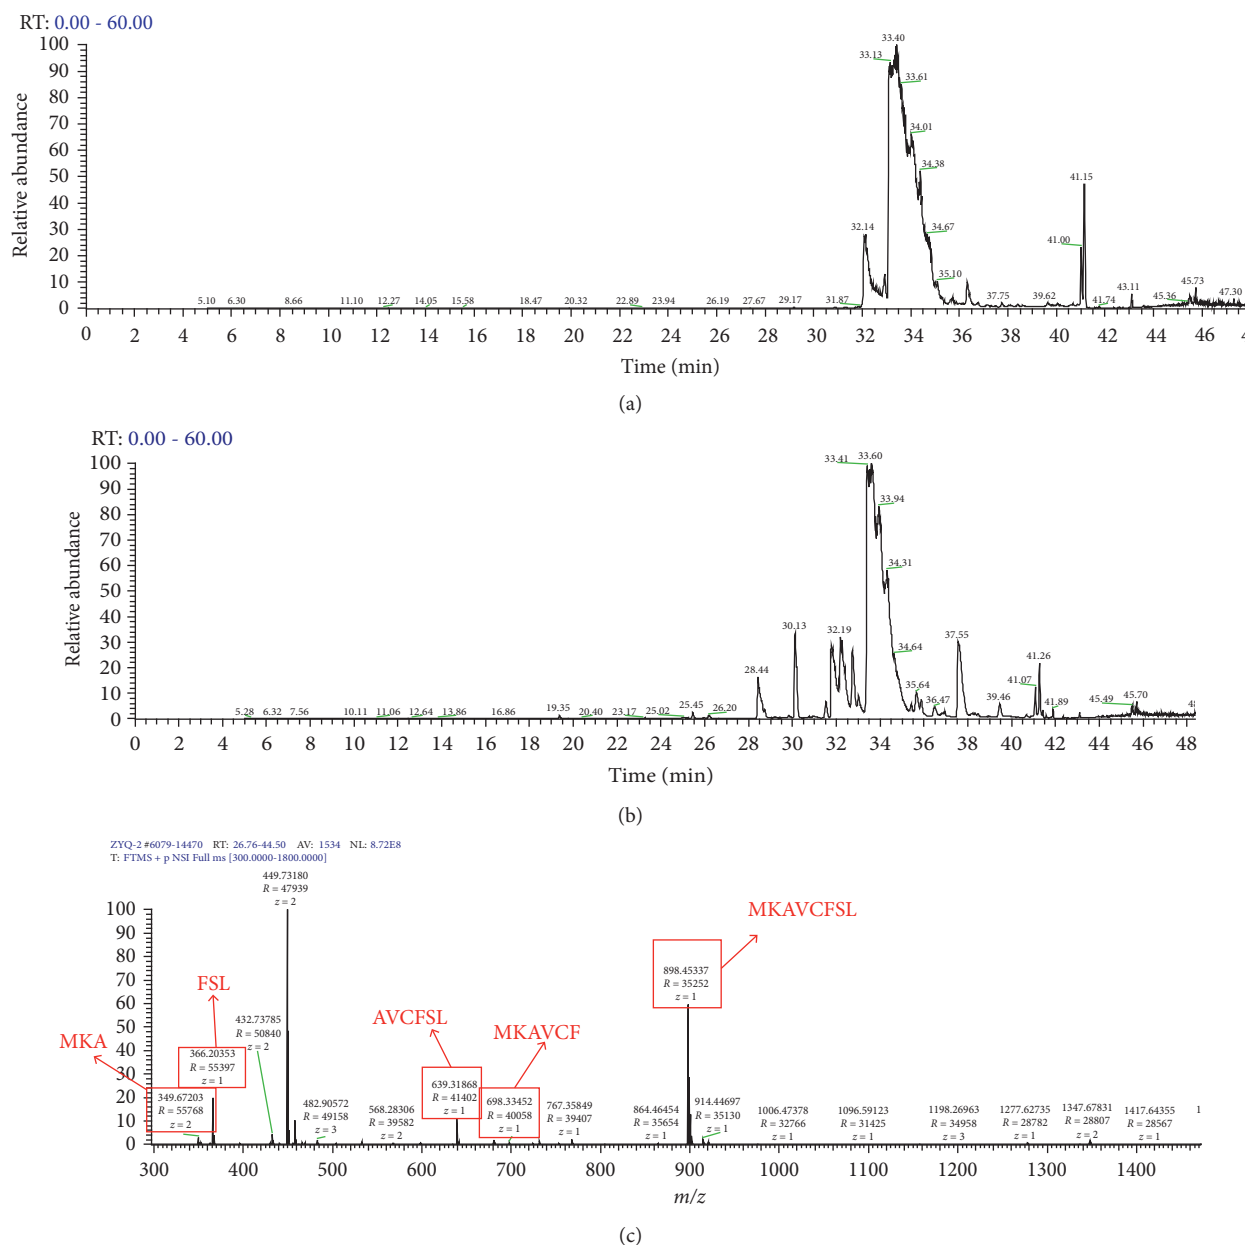 RT: 0.00 - 60.00
Relative abundance
100
90
80
70
60
50
40
30
20
10
0
33.40
33.13
33.61
34.01
34.38
34.67
35.10
32.14
41.15
41.00
5.10 6.30 8.66 11.10 12.27 14.05 15.58 18.47 20.32 22.89 23.94 26.19 27.67 29.17 31.87 37.75 39.62 41.74 43.11 45.36 45.73 47.30
0 2 4 6 8 10 12 14 16 18 20 22 24 26 28 30 32 34 36 38 40 42 44 46
Time (min)
(a)
RT: 0.00 - 60.00
Relative abundance
100
90
80
70
60
50
40
30
20
10
0
33.41 33.60
33.94
34.31
34.64
30.13 32.19 37.55
28.44 35.64 41.07 41.26
5.28 6.32 7.56 10.11 11.06 12.64 13.86 16.86 19.35 20.40 23.17 25.02 25.45 26.20 36.47 39.46 41.89 45.49 45.70
0 2 4 6 8 10 12 14 16 18 20 22 24 26 28 30 32 34 36 38 40 42 44 46 48
Time (min)
(b)
ZYQ-2 #6079-14470 RT: 26.76-44.50 AV: 1534 NL: 8.72E8
T: FTMS + p NSI Full ms [300.0000-1800.0000]
100
90
80
70
60
50
40
30
20
10
0
MKA
349.67203
R = 55768
z = 2
FSL
366.20353
R = 55397
z = 1
432.73785
R = 50840
z = 2
449.73180
R = 47939
z = 2
482.90572
R = 49158
z = 3
568.28306
R = 39582
z = 2
AVCFSL
639.31868
R = 41402
z = 1
MKAVCF
698.33452
R = 40058
z = 1
767.35849
R = 39407
z = 1
864.46454
R = 35654
z = 1
MKAVCFSL
898.45337
R = 35252
z = 1
914.44697
R = 35130
z = 1
1006.47378
R = 32766
z = 1
1096.59123
R = 31425
z = 1
1198.26963
R = 34958
z = 3
1277.62735
R = 28782
z = 1
1347.67831
R = 28807
z = 2
1417.64355
R = 28567
z = 1
300 400 500 600 700 800 900 1000 1100 1200 1300 1400
m/z
(c)